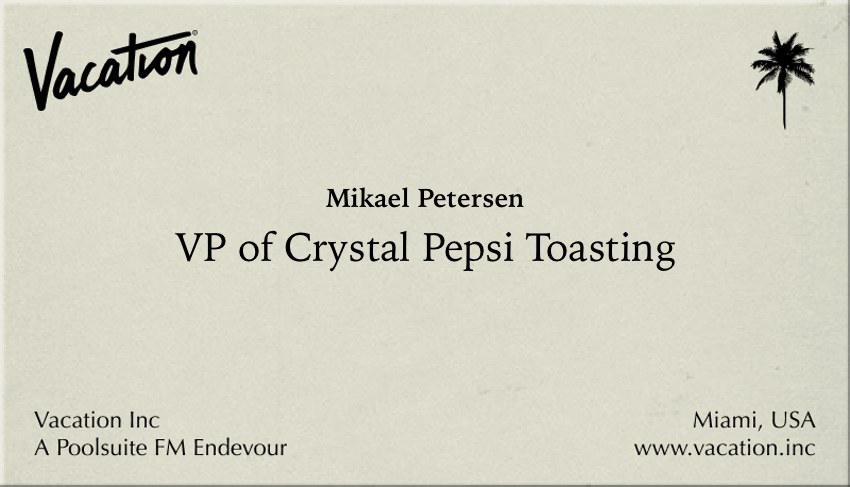 Vacation®
Mikael Petersen
VP of Crystal Pepsi Toasting
Vacation Inc
A Poolsuite FM Endevour
Miami, USA
www.vacation.inc